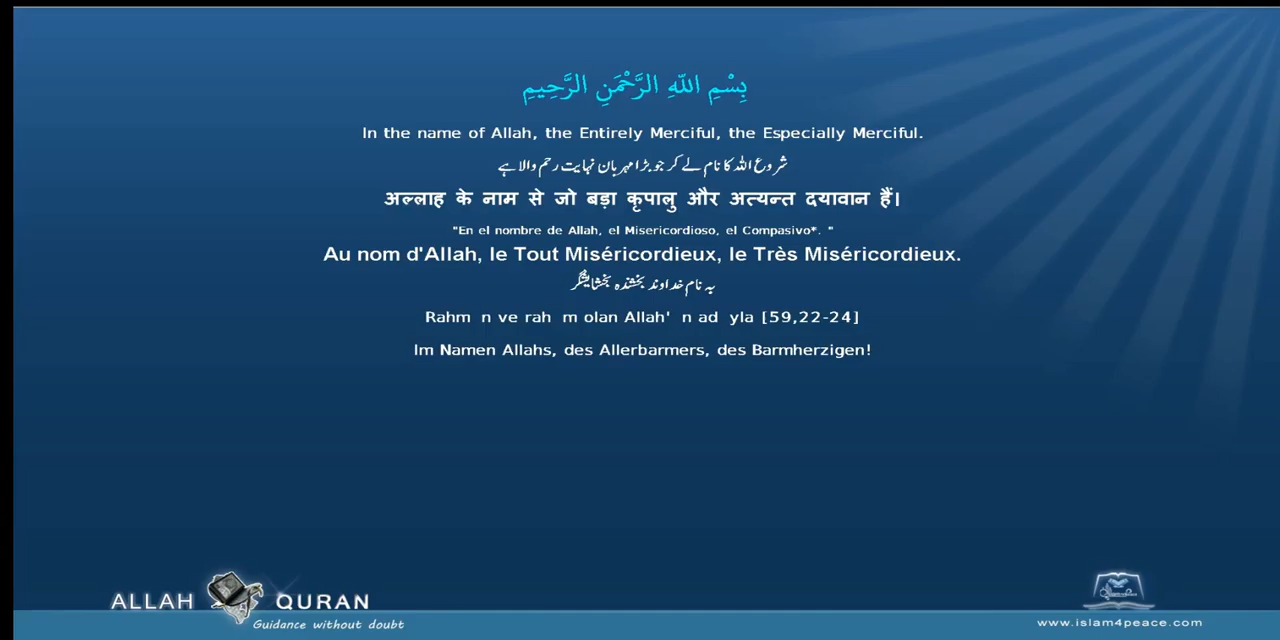 بِسْمِ اللَّهِ الرَّحْمَنِ الرَّحِيمِ
In the name of Allah, the Entirely Merciful, the Especially Merciful.
شروع الله کا نام لے کر جو بڑا مہربان نہایت رحم والا ہے
अल्लाह के नाम से जो बड़ा कृपालु और अत्यन्त दयावान हैं।
"En el nombre de Allah, el Misericordioso, el Compasivo*. "
Au nom d'Allah, le Tout Miséricordieux, le Très Miséricordieux.
به نام خداوند بخشنده بخشایشگر
Rahm n ve rah m olan Allah' n ad yla [59,22-24]
Im Namen Allahs, des Allerbarmers, des Barmherzigen!
ALLAH QURAN
Guidance without doubt
www.islam4peace.com